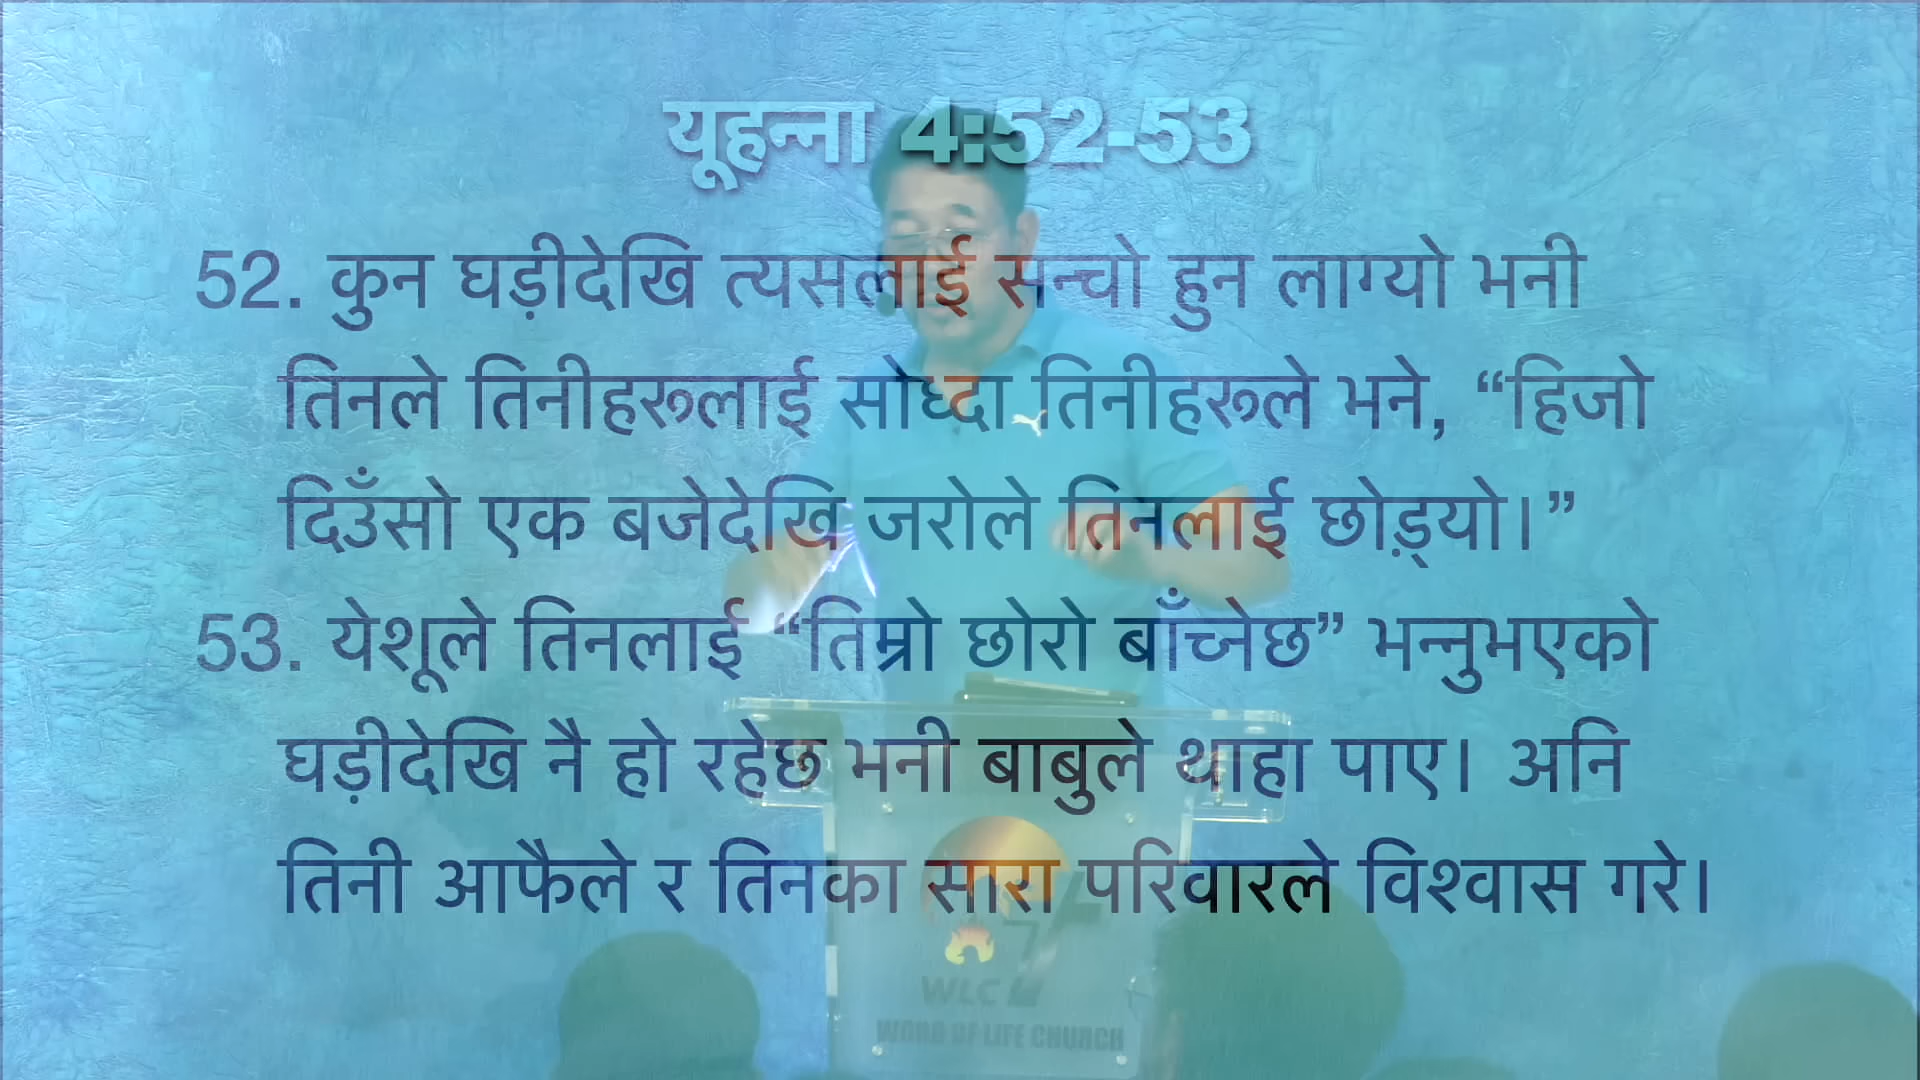 यूहन्ना 4:52-53
52. कुन घड़ीदेखि त्यसलाई सन्चो हुन लाग्यो भनी
तिनले तिनीहरूलाई सोध्दा तिनीहरूले भने, “हिजो
दिउँसो एक बजेदेखि जरोले तिनलाई छोड़्यो।”
53. येशूले तिनलाई “तिम्रो छोरो बाँच्नेछ” भन्नुभएको
घड़ीदेखि नै हो रहेछ भनी बाबुले थाहा पाए। अनि
तिनी आफैले र तिनका सारा परिवारले विश्वास गरे।
WLC
WORD OF LIFE CHURCH